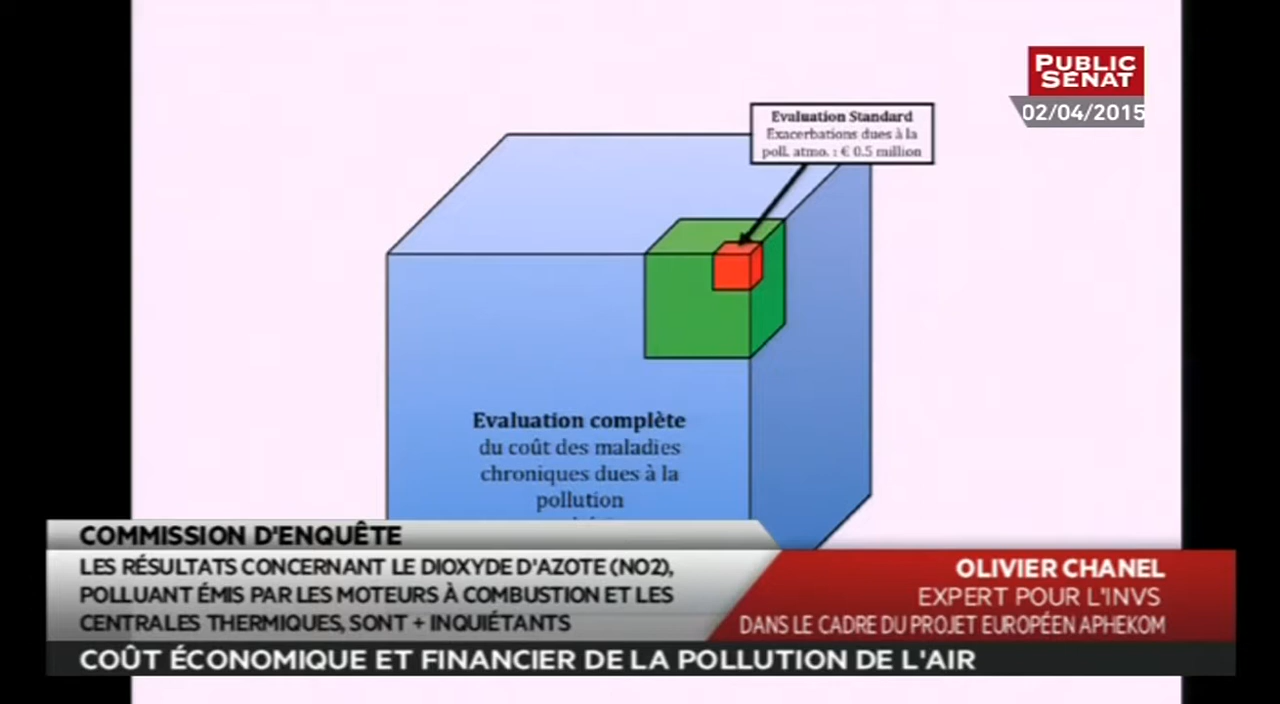 PUBLIC
SÉNAT
02/04/2015
Evaluation Standard
Exacerbations dues à la
poll. atmo. : € 0.5 million
Evaluation complète
du coût des maladies
chroniques dues à la
pollution
COMMISSION D'ENQUÊTE
LES RÉSULTATS CONCERNANT LE DIOXYDE D'AZOTE (NO2),
POLLUANT ÉMIS PAR LES MOTEURS À COMBUSTION ET LES
CENTRALES THERMIQUES, SONT + INQUIÉTANTS
OLIVIER CHANEL
EXPERT POUR L'INVS
DANS LE CADRE DU PROJET EUROPÉEN APHEKOM
COÛT ÉCONOMIQUE ET FINANCIER DE LA POLLUTION DE L'AIR